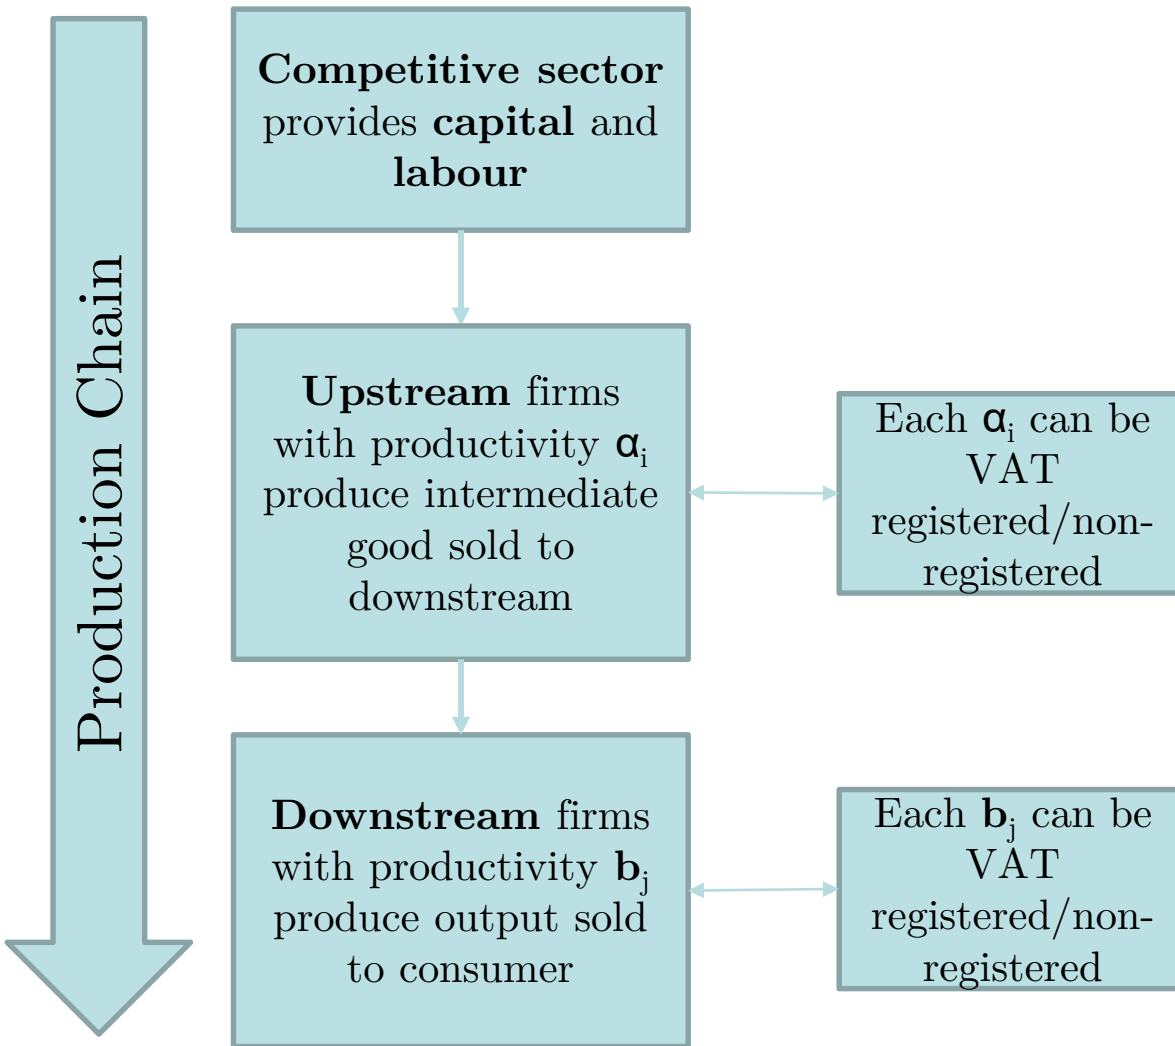 Production Chain
Competitive sector
provides capital and
labour
Upstream firms
with productivity αᵢ
produce intermediate
good sold to
downstream
Each αᵢ can be
VAT
registered/non-
registered
Downstream firms
with productivity bⱼ
produce output sold
to consumer
Each bⱼ can be
VAT
registered/non-
registered